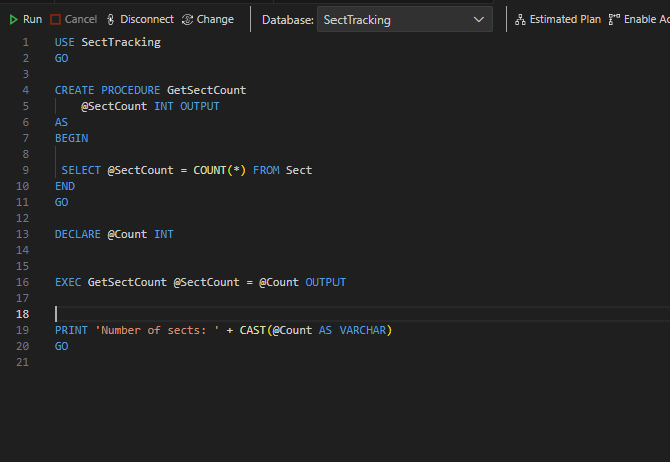 Run Cancel Disconnect Change Database: SectTracking Estimated Plan Enable Ac
1 USE SectTracking
2 GO
3
4 CREATE PROCEDURE GetSectCount
5     @SectCount INT OUTPUT
6 AS
7 BEGIN
8
9  SELECT @SectCount = COUNT(*) FROM Sect
10 END
11 GO
12
13 DECLARE @Count INT
14
15
16 EXEC GetSectCount @SectCount = @Count OUTPUT
17
18
19 PRINT 'Number of sects: ' + CAST(@Count AS VARCHAR)
20 GO
21